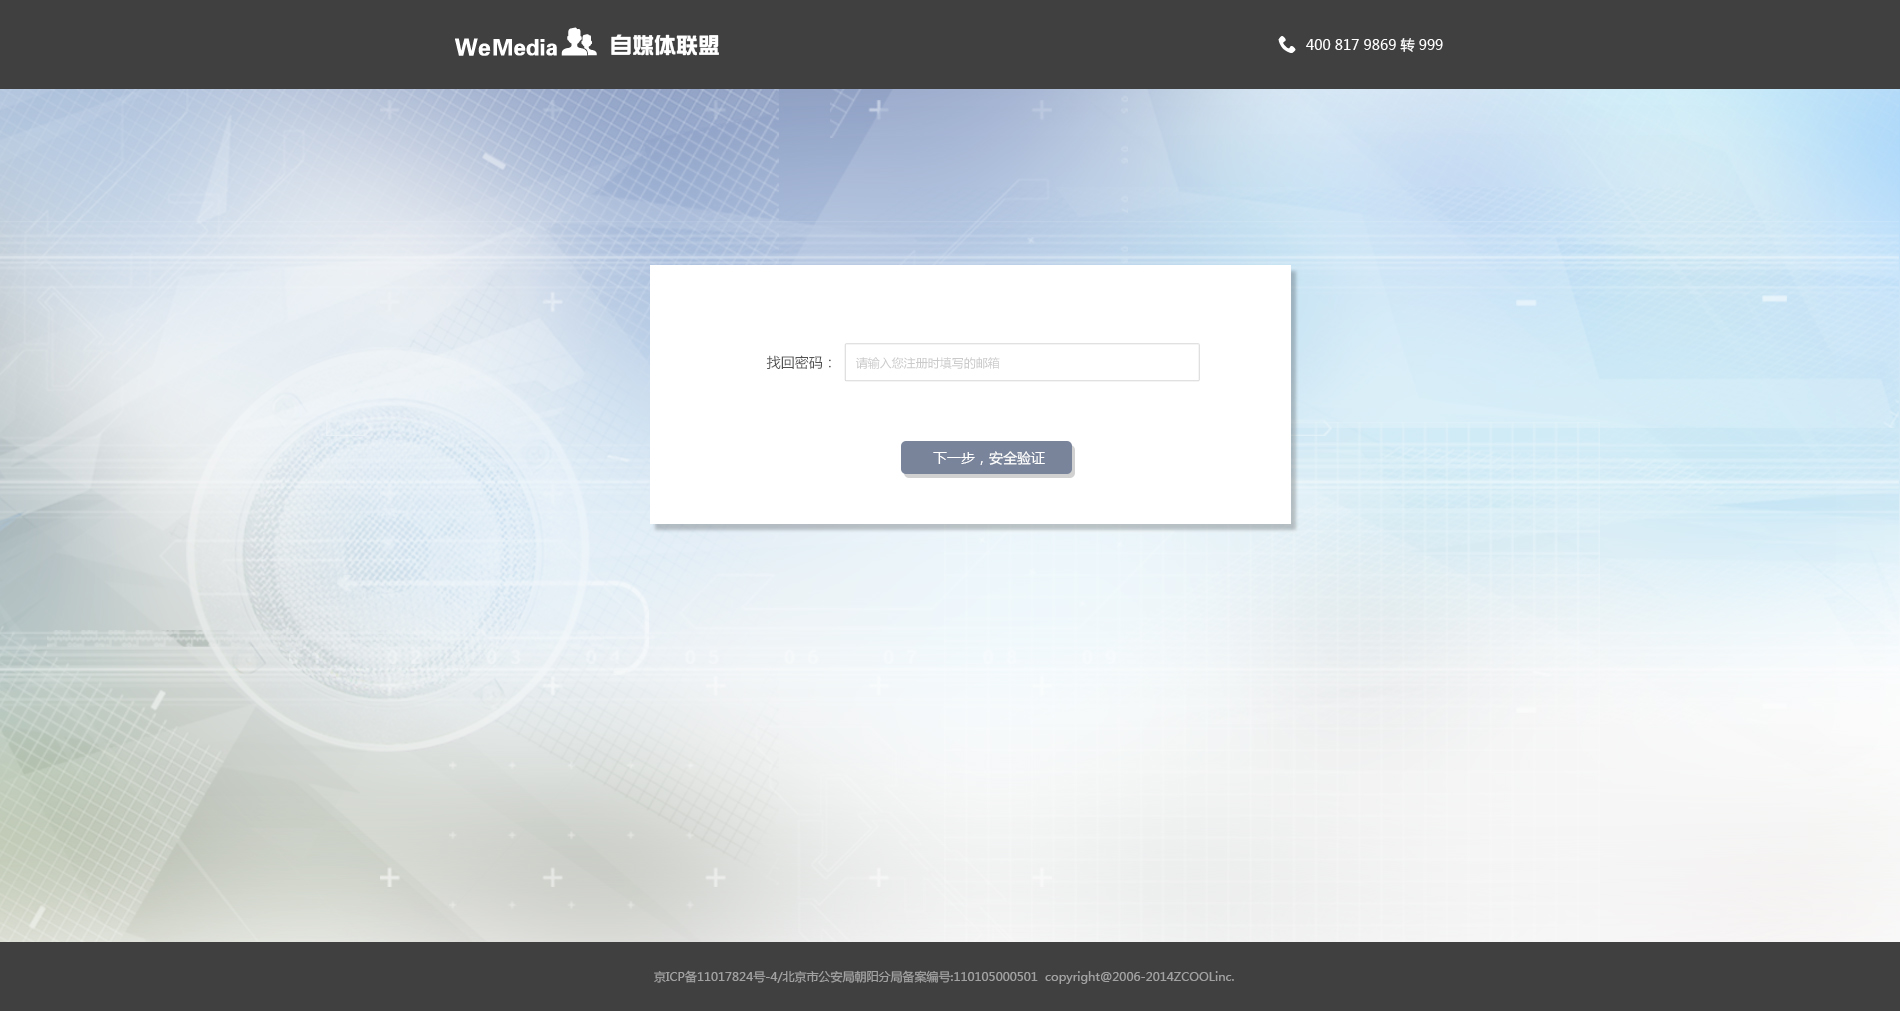 WeMedia 自媒体联盟
400 817 9869 转 999
找回密码：
请输入您注册时填写的邮箱
下一步，安全验证
京ICP备11017824号-4/北京市公安局朝阳分局备案编号:110105000501 copyright@2006-2014ZCOOLinc.